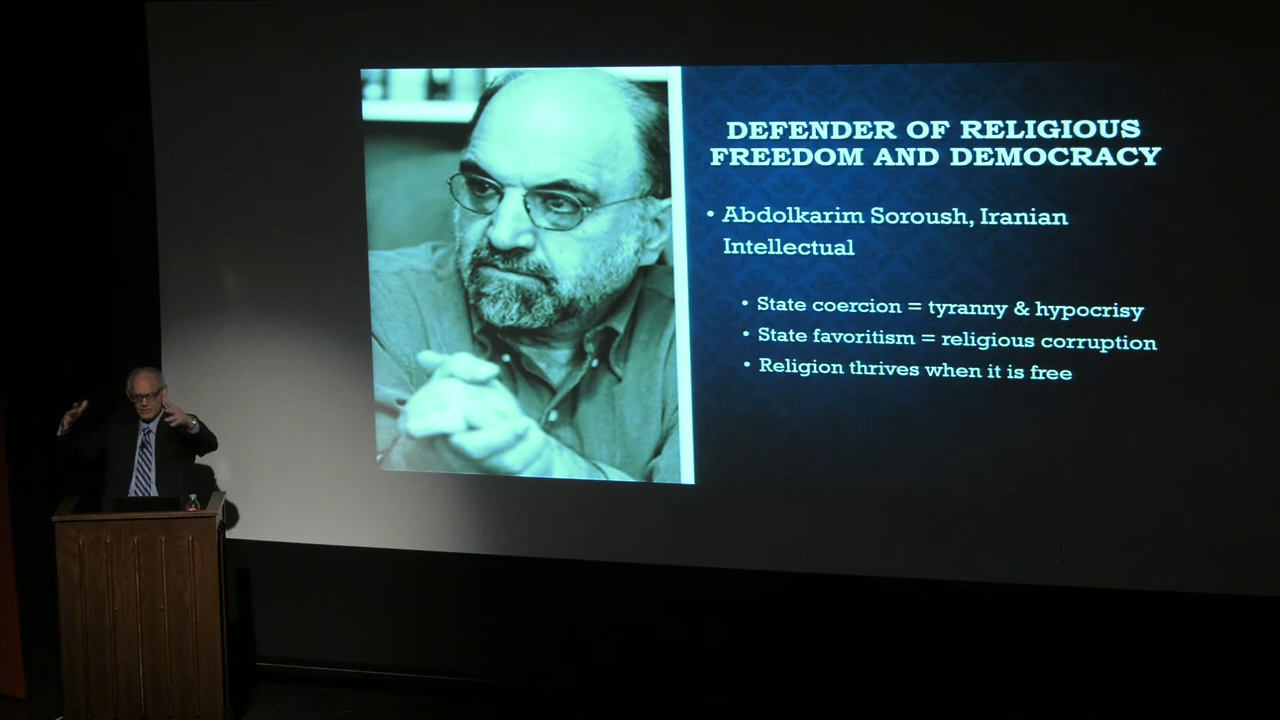 DEFENDER OF RELIGIOUS
FREEDOM AND DEMOCRACY
• Abdolkarim Soroush, Iranian
Intellectual
• State coercion = tyranny & hypocrisy
• State favoritism = religious corruption
• Religion thrives when it is free